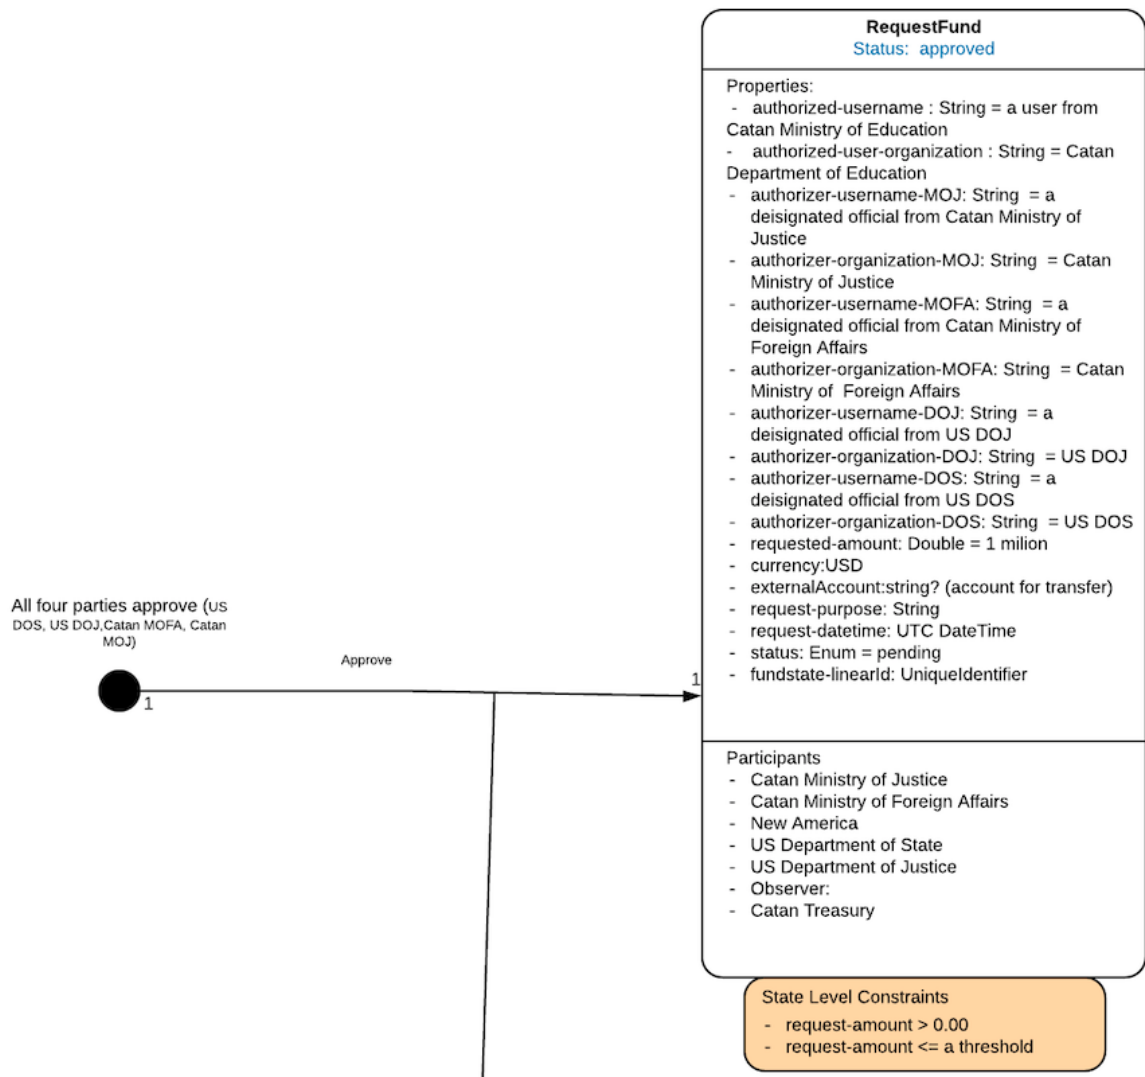 RequestFund
Status:  approved
Properties:
- authorized-username : String = a user from
Catan Ministry of Education
- authorized-user-organization : String = Catan
Department of Education
- authorizer-username-MOJ: String  = a
deisignated official from Catan Ministry of
Justice
- authorizer-organization-MOJ: String  = Catan
Ministry of Justice
- authorizer-username-MOFA: String  = a
deisignated official from Catan Ministry of
Foreign Affairs
- authorizer-organization-MOFA: String  = Catan
Ministry of  Foreign Affairs
- authorizer-username-DOJ: String  = a
deisignated official from US DOJ
- authorizer-organization-DOJ: String  = US DOJ
- authorizer-username-DOS: String  = a
deisignated official from US DOS
- authorizer-organization-DOS: String  = US DOS
- requested-amount: Double = 1 milion
- currency:USD
- externalAccount:string? (account for transfer)
- request-purpose: String
- request-datetime: UTC DateTime
- status: Enum = pending
- fundstate-linearId: UniqueIdentifier
All four parties approve (US
DOS, US DOJ,Catan MOFA, Catan
MOJ)
Approve
1
1
Participants
- Catan Ministry of Justice
- Catan Ministry of Foreign Affairs
- New America
- US Department of State
- US Department of Justice
- Observer:
- Catan Treasury
State Level Constraints
- request-amount > 0.00
- request-amount <= a threshold